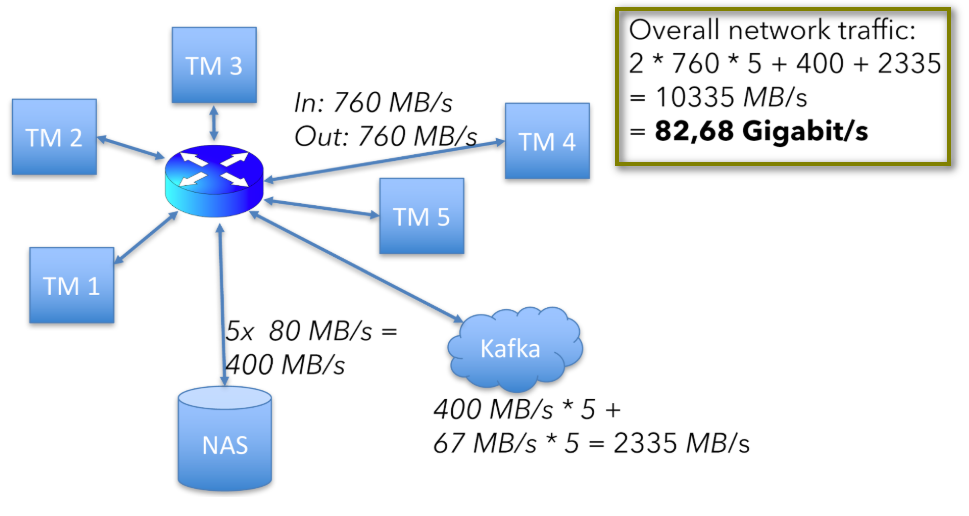 Overall network traffic:
2 * 760 * 5 + 400 + 2335
= 10335 MB/s
= 82,68 Gigabit/s
TM 3
In: 760 MB/s
Out: 760 MB/s
TM 2
TM 4
TM 5
TM 1
5x  80 MB/s =
400 MB/s
Kafka
400 MB/s * 5 +
67 MB/s * 5 = 2335 MB/s
NAS